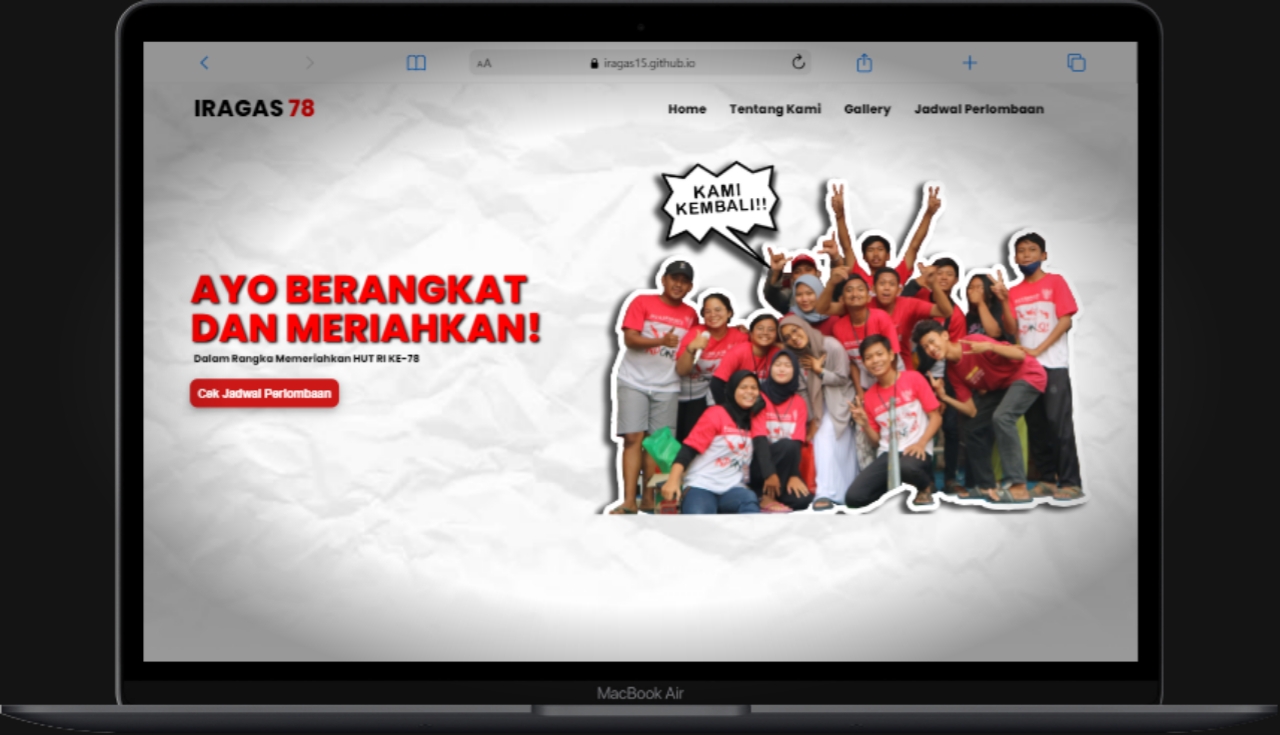 AA
iragas15.github.io
IRAGAS 78
Home Tentang Kami Gallery Jadwal Perlombaan
KAMI
KEMBALI!!
AYO BERANGKAT
DAN MERIAHKAN!
Dalam Rangka Memeriahkan HUT RI KE-78
Cek Jadwal Perlombaan
MacBook Air